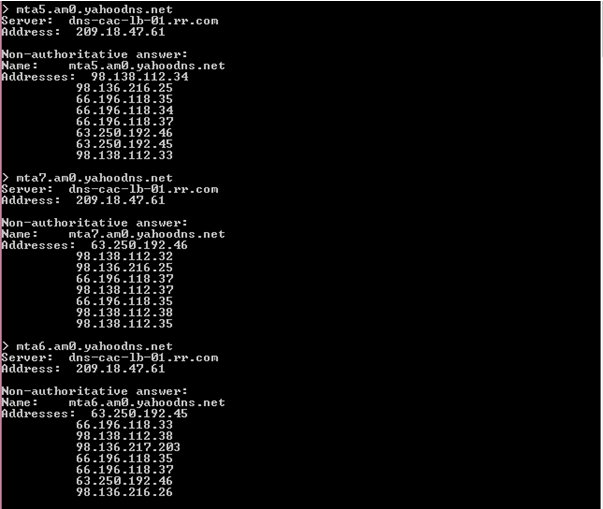 > mta5.am0.yahoodns.net
Server:  dns-cac-lb-01.rr.com
Address:  209.18.47.61
Non-authoritative answer:
Name:    mta5.am0.yahoodns.net
Addresses:  98.138.112.34
98.136.216.25
66.196.118.35
66.196.118.34
66.196.118.37
63.250.192.46
63.250.192.45
98.138.112.33
> mta7.am0.yahoodns.net
Server:  dns-cac-lb-01.rr.com
Address:  209.18.47.61
Non-authoritative answer:
Name:    mta7.am0.yahoodns.net
Addresses:  63.250.192.46
98.138.112.32
98.136.216.25
66.196.118.37
98.138.112.37
66.196.118.35
98.138.112.38
98.138.112.35
> mta6.am0.yahoodns.net
Server:  dns-cac-lb-01.rr.com
Address:  209.18.47.61
Non-authoritative answer:
Name:    mta6.am0.yahoodns.net
Addresses:  63.250.192.45
66.196.118.33
98.138.112.38
98.136.217.203
66.196.118.35
66.196.118.37
63.250.192.46
98.136.216.26